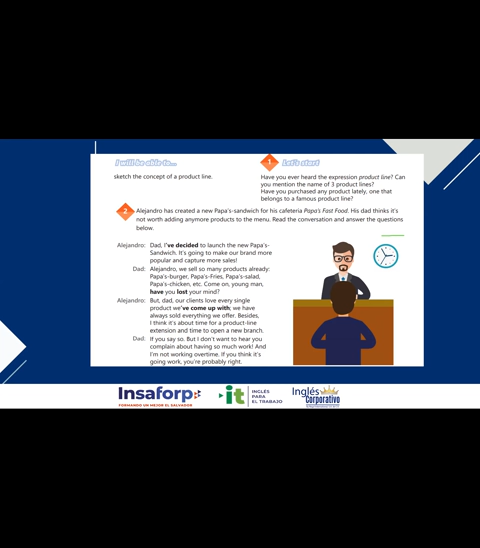 I will be able to...
sketch the concept of a product line.
1
Let's start
Have you ever heard the expression product line? Can
you mention the name of 3 product lines?
Have you purchased any product lately, one that
belongs to a famous product line?
2
Alejandro has created a new Papa's-sandwich for his cafeteria Papa's Fast Food. His dad thinks it's
not worth adding anymore products to the menu. Read the conversation and answer the questions
below.
Alejandro: Dad, I've decided to launch the new Papa's-
Sandwich. It's going to make our brand more
popular and capture more sales!
Dad: Alejandro, we sell so many products already:
Papa's-burger, Papa's-Fries, Papa's-salad,
Papa's-chicken, etc. Come on, young man,
have you lost your mind?
Alejandro: But, dad, our clients love every single
product we've come up with; we have
always sold everything we offer. Besides,
I think it's about time for a product-line
extension and time to open a new branch.
Dad: If you say so. But I don't want to hear you
complain about having so much work! And
I'm not working overtime. If you think it's
going work, you're probably right.
Insaforp
FORMANDO UN MEJOR EL SALVADOR
it
INGLÉS
PARA
EL TRABAJO
Inglés
Corporativo